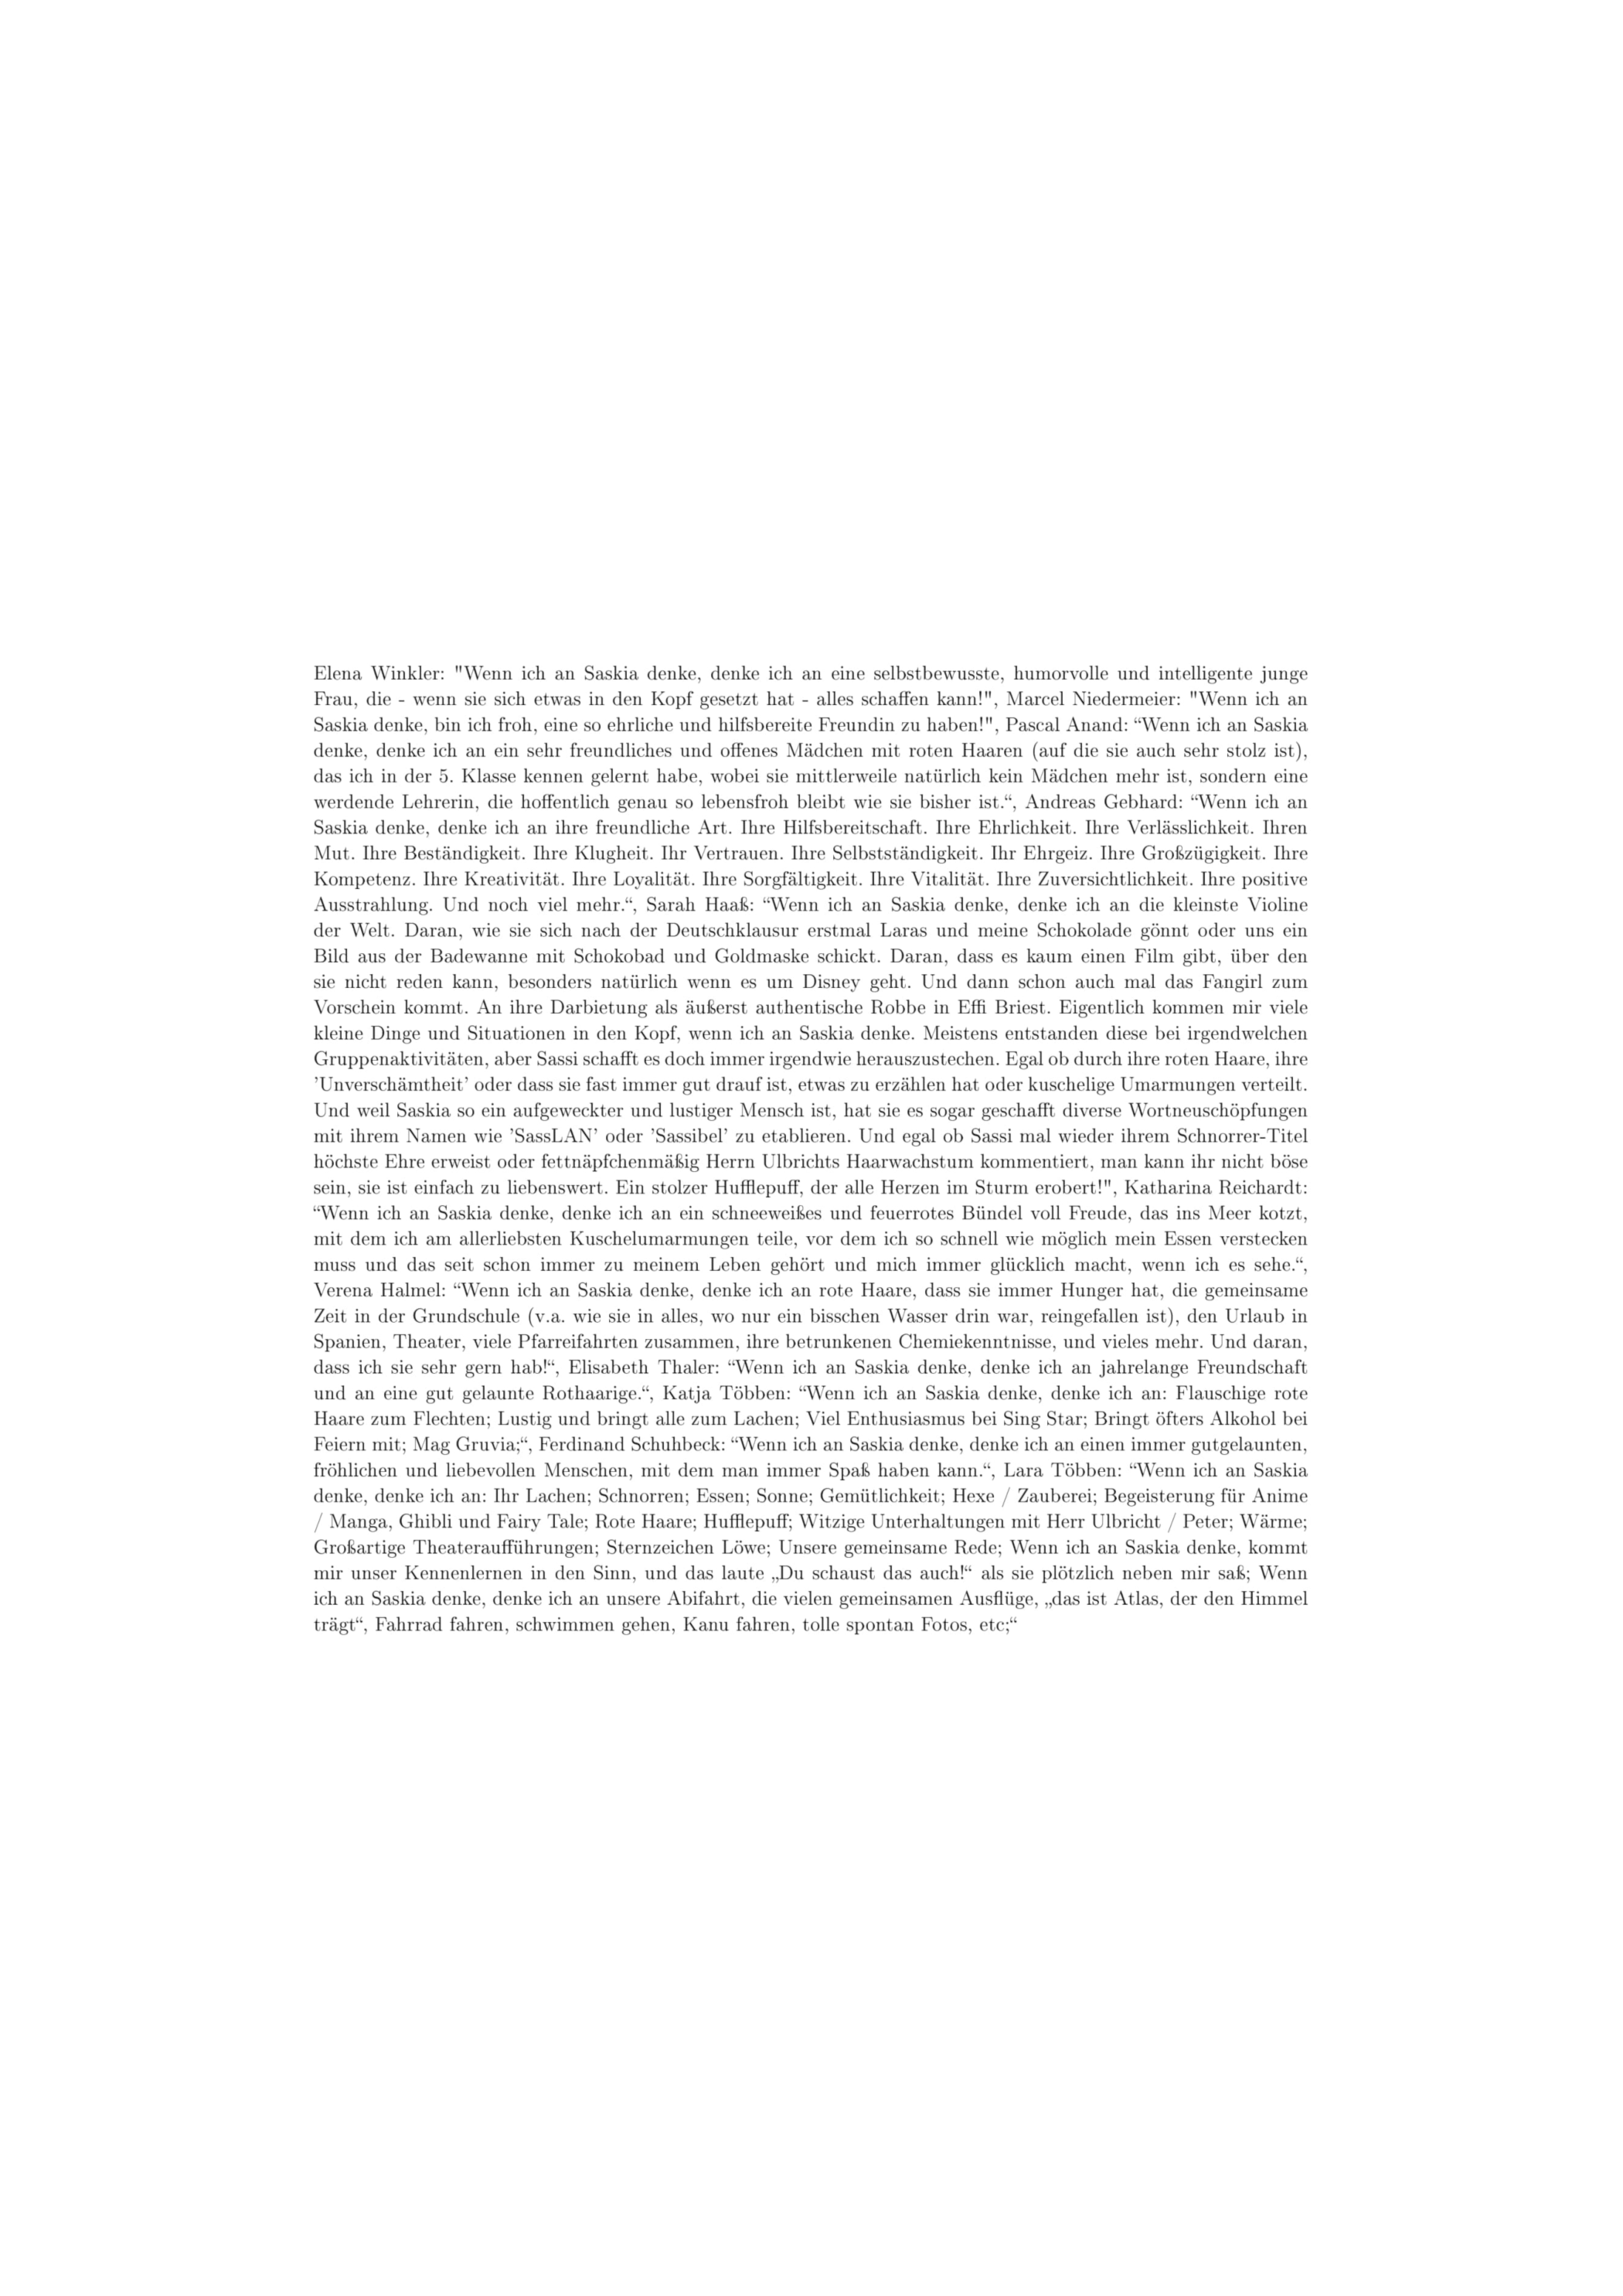 Elena Winkler: "Wenn ich an Saskia denke, denke ich an eine selbstbewusste, humorvolle und intelligente junge
Frau, die - wenn sie sich etwas in den Kopf gesetzt hat - alles schaffen kann!", Marcel Niedermeier: "Wenn ich an
Saskia denke, bin ich froh, eine so ehrliche und hilfsbereite Freundin zu haben!", Pascal Anand: “Wenn ich an Saskia
denke, denke ich an ein sehr freundliches und offenes Mädchen mit roten Haaren (auf die sie auch sehr stolz ist),
das ich in der 5. Klasse kennen gelernt habe, wobei sie mittlerweile natürlich kein Mädchen mehr ist, sondern eine
werdende Lehrerin, die hoffentlich genau so lebensfroh bleibt wie sie bisher ist.“, Andreas Gebhard: “Wenn ich an
Saskia denke, denke ich an ihre freundliche Art. Ihre Hilfsbereitschaft. Ihre Ehrlichkeit. Ihre Verlässlichkeit. Ihren
Mut. Ihre Beständigkeit. Ihre Klugheit. Ihr Vertrauen. Ihre Selbstständigkeit. Ihr Ehrgeiz. Ihre Großzügigkeit. Ihre
Kompetenz. Ihre Kreativität. Ihre Loyalität. Ihre Sorgfältigkeit. Ihre Vitalität. Ihre Zuversichtlichkeit. Ihre positive
Ausstrahlung. Und noch viel mehr.“, Sarah Haaß: “Wenn ich an Saskia denke, denke ich an die kleinste Violine
der Welt. Daran, wie sie sich nach der Deutschklausur erstmal Laras und meine Schokolade gönnt oder uns ein
Bild aus der Badewanne mit Schokobad und Goldmaske schickt. Daran, dass es kaum einen Film gibt, über den
sie nicht reden kann, besonders natürlich wenn es um Disney geht. Und dann schon auch mal das Fangirl zum
Vorschein kommt. An ihre Darbietung als äußerst authentische Robbe in Effi Briest. Eigentlich kommen mir viele
kleine Dinge und Situationen in den Kopf, wenn ich an Saskia denke. Meistens entstanden diese bei irgendwelchen
Gruppenaktivitäten, aber Sassi schafft es doch immer irgendwie herauszustechen. Egal ob durch ihre roten Haare, ihre
’Unverschämtheit’ oder dass sie fast immer gut drauf ist, etwas zu erzählen hat oder kuschelige Umarmungen verteilt.
Und weil Saskia so ein aufgeweckter und lustiger Mensch ist, hat sie es sogar geschafft diverse Wortneuschöpfungen
mit ihrem Namen wie ’SassLAN’ oder ’Sassibel’ zu etablieren. Und egal ob Sassi mal wieder ihrem Schnorrer-Titel
höchste Ehre erweist oder fettnäpfchenmäßig Herrn Ulbrichts Haarwachstum kommentiert, man kann ihr nicht böse
sein, sie ist einfach zu liebenswert. Ein stolzer Hufflepuff, der alle Herzen im Sturm erobert!", Katharina Reichardt:
“Wenn ich an Saskia denke, denke ich an ein schneeweißes und feuerrotes Bündel voll Freude, das ins Meer kotzt,
mit dem ich am allerliebsten Kuschelumarmungen teile, vor dem ich so schnell wie möglich mein Essen verstecken
muss und das seit schon immer zu meinem Leben gehört und mich immer glücklich macht, wenn ich es sehe.“,
Verena Halmel: “Wenn ich an Saskia denke, denke ich an rote Haare, dass sie immer Hunger hat, die gemeinsame
Zeit in der Grundschule (v.a. wie sie in alles, wo nur ein bisschen Wasser drin war, reingefallen ist), den Urlaub in
Spanien, Theater, viele Pfarreifahrten zusammen, ihre betrunkenen Chemiekenntnisse, und vieles mehr. Und daran,
dass ich sie sehr gern hab!“, Elisabeth Thaler: “Wenn ich an Saskia denke, denke ich an jahrelange Freundschaft
und an eine gut gelaunte Rothaarige.“, Katja Többen: “Wenn ich an Saskia denke, denke ich an: Flauschige rote
Haare zum Flechten; Lustig und bringt alle zum Lachen; Viel Enthusiasmus bei Sing Star; Bringt öfters Alkohol bei
Feiern mit; Mag Gruvia;“, Ferdinand Schuhbeck: “Wenn ich an Saskia denke, denke ich an einen immer gutgelaunten,
fröhlichen und liebevollen Menschen, mit dem man immer Spaß haben kann.“, Lara Többen: “Wenn ich an Saskia
denke, denke ich an: Ihr Lachen; Schnorren; Essen; Sonne; Gemütlichkeit; Hexe / Zauberei; Begeisterung für Anime
/ Manga, Ghibli und Fairy Tale; Rote Haare; Hufflepuff; Witzige Unterhaltungen mit Herr Ulbricht / Peter; Wärme;
Großartige Theateraufführungen; Sternzeichen Löwe; Unsere gemeinsame Rede; Wenn ich an Saskia denke, kommt
mir unser Kennenlernen in den Sinn, und das laute „Du schaust das auch!“ als sie plötzlich neben mir saß; Wenn
ich an Saskia denke, denke ich an unsere Abifahrt, die vielen gemeinsamen Ausflüge, „das ist Atlas, der den Himmel
trägt“, Fahrrad fahren, schwimmen gehen, Kanu fahren, tolle spontan Fotos, etc;“